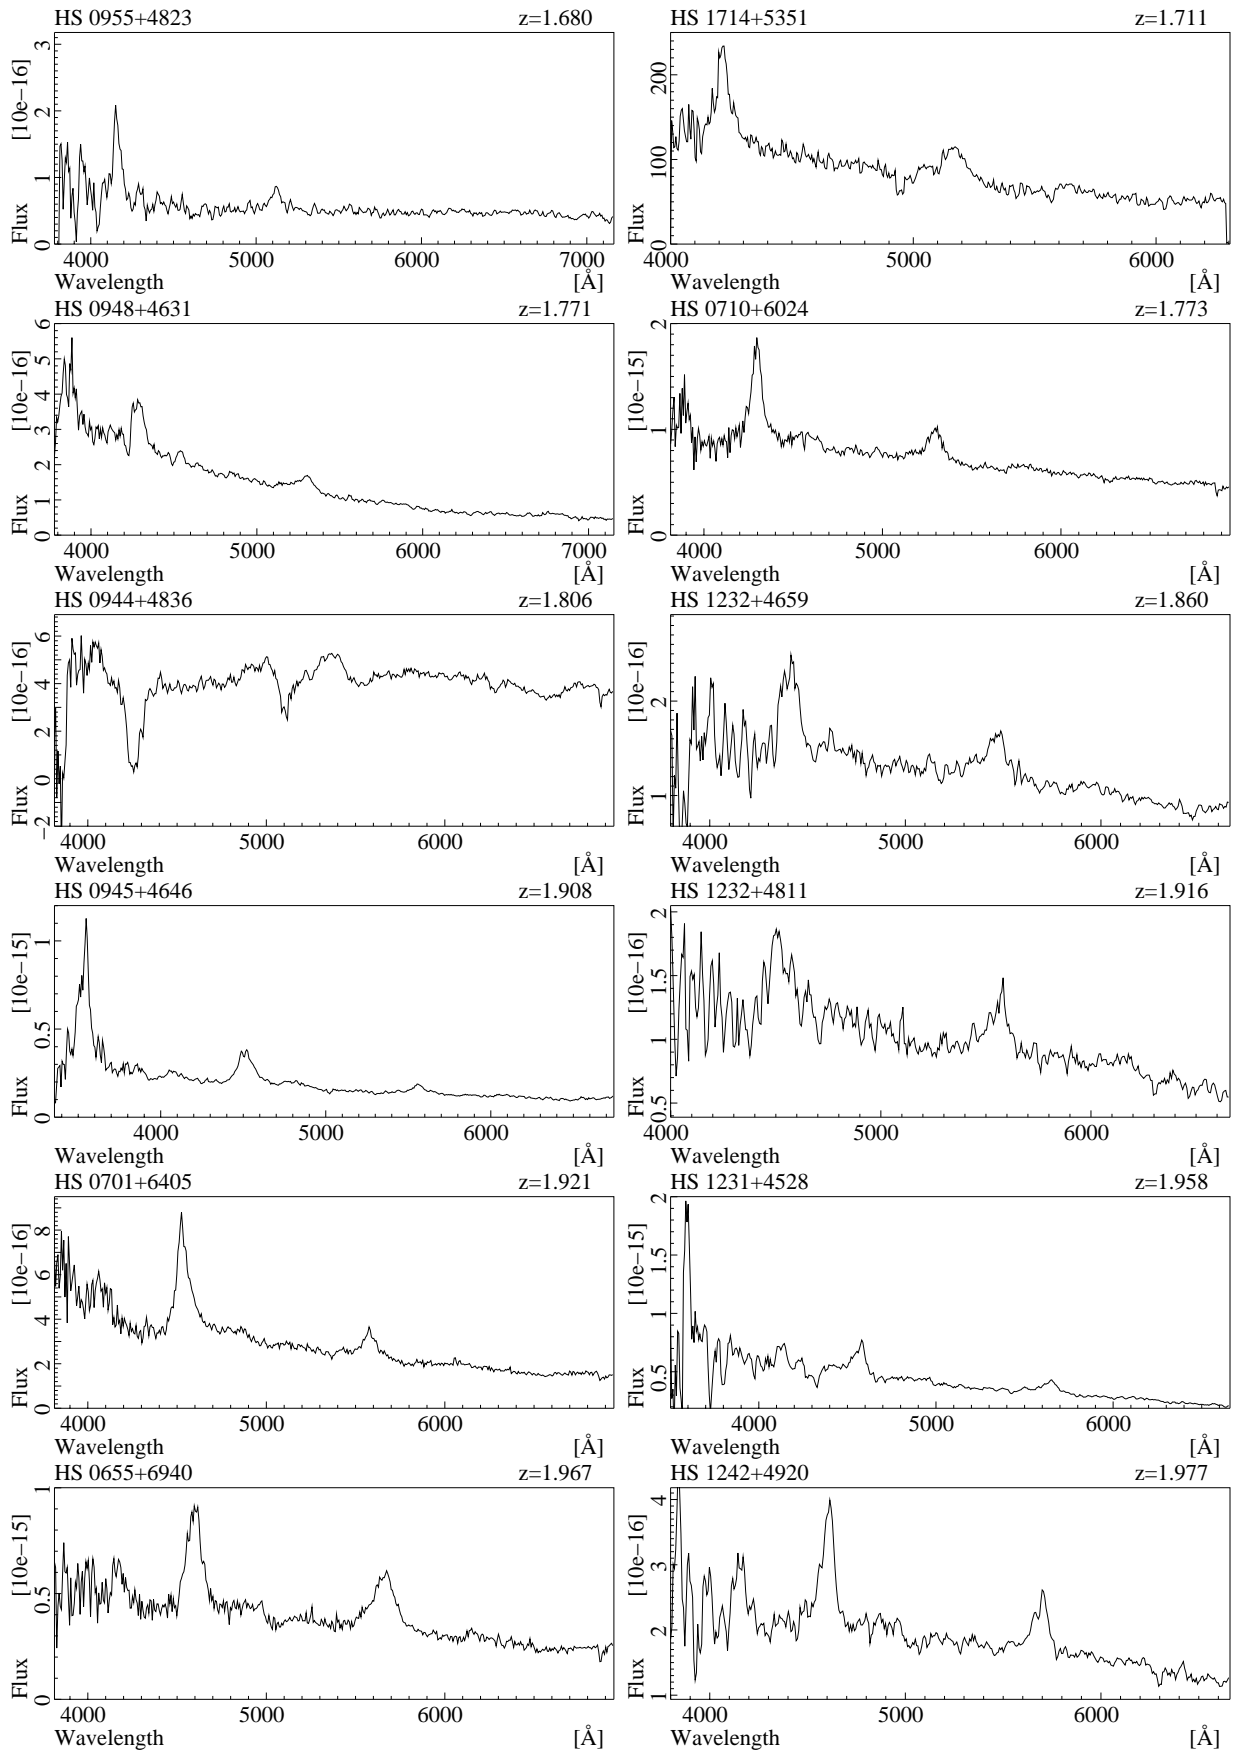 HS 0955+4823 z=1.680
3
2
1
0
Flux [10e−16]
4000 5000 6000 7000
Wavelength [Å]
HS 1714+5351 z=1.711
200
100
0
4000 5000 6000
Wavelength [Å]
HS 0948+4631 z=1.771
6
5
4
3
2
1
0
Flux [10e−16]
4000 5000 6000 7000
Wavelength [Å]
HS 0710+6024 z=1.773
2
1
0
Flux [10e−15]
4000 5000 6000
Wavelength [Å]
HS 0944+4836 z=1.806
6
4
2
0
−2
Flux [10e−16]
4000 5000 6000
Wavelength [Å]
HS 1232+4659 z=1.860
2
1
Flux [10e−16]
4000 5000 6000
Wavelength [Å]
HS 0945+4646 z=1.908
1
0.5
0
Flux [10e−15]
4000 5000 6000
Wavelength [Å]
HS 1232+4811 z=1.916
2
1.5
1
0.5
Flux [10e−16]
4000 5000 6000
Wavelength [Å]
HS 0701+6405 z=1.921
8
6
4
2
0
Flux [10e−16]
4000 5000 6000
Wavelength [Å]
HS 1231+4528 z=1.958
2
1.5
1
0.5
Flux [10e−15]
4000 5000 6000
Wavelength [Å]
HS 0655+6940 z=1.967
1
0.5
0
Flux [10e−15]
4000 5000 6000
Wavelength [Å]
HS 1242+4920 z=1.977
4
3
2
1
Flux [10e−16]
4000 5000 6000
Wavelength [Å]